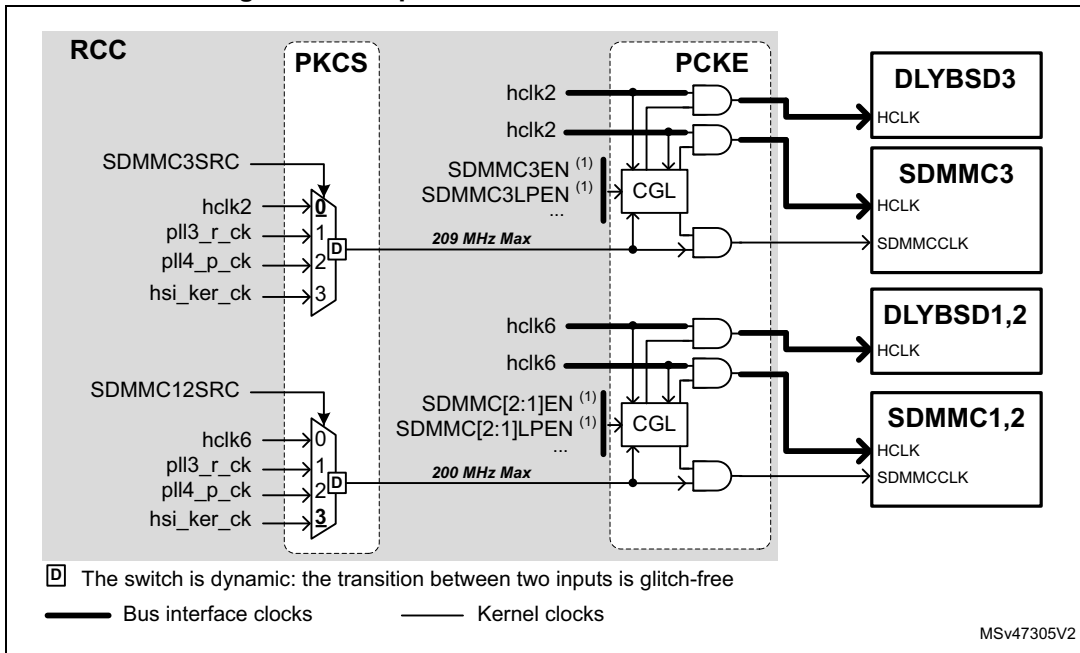 RCC
PKCS
PCKE
SDMMC3SRC
hclk2
pll3_r_ck
pll4_p_ck
hsi_ker_ck
0
1
2
3
D
209 MHz Max
hclk2
hclk2
SDMMC3EN (1)
SDMMC3LPEN (1)
...
CGL
DLYBSD3
HCLK
SDMMC3
HCLK
SDMMCCLK
SDMMC12SRC
hclk6
pll3_r_ck
pll4_p_ck
hsi_ker_ck
0
1
2
3
D
200 MHz Max
hclk6
hclk6
SDMMC[2:1]EN (1)
SDMMC[2:1]LPEN (1)
...
CGL
DLYBSD1,2
HCLK
SDMMC1,2
HCLK
SDMMCCLK
D The switch is dynamic: the transition between two inputs is glitch-free
Bus interface clocks
Kernel clocks
MSv47305V2